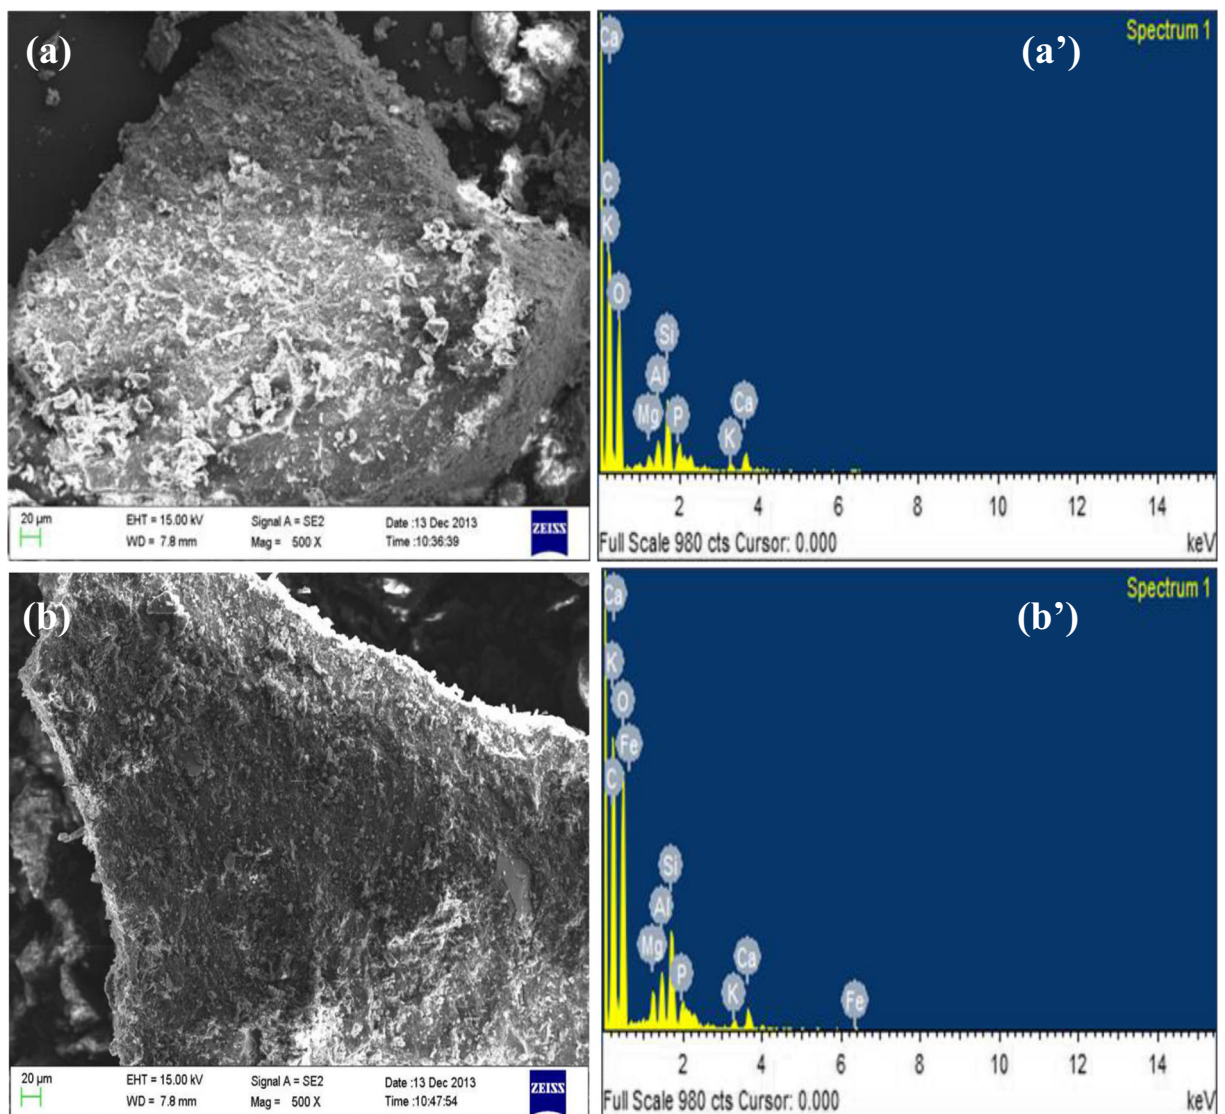 (a)
20 µm
EHT = 15.00 kV
Signal A = SE2
Date :13 Dec 2013
WD = 7.8 mm
Mag = 500 X
Time :10:36:39
ZEISS
Spectrum 1
(a’)
Ca
C
K
O
Si
Al
Mg
P
Ca
K
2 4 6 8 10 12 14
Full Scale 980 cts Cursor: 0.000
keV
(b)
20 µm
EHT = 15.00 kV
Signal A = SE2
Date :13 Dec 2013
WD = 7.8 mm
Mag = 500 X
Time :10:47:54
ZEISS
Spectrum 1
(b’)
Ca
K
O
Fe
C
Si
Al
Mg
P
Ca
K
Fe
2 4 6 8 10 12 14
Full Scale 980 cts Cursor: 0.000
keV